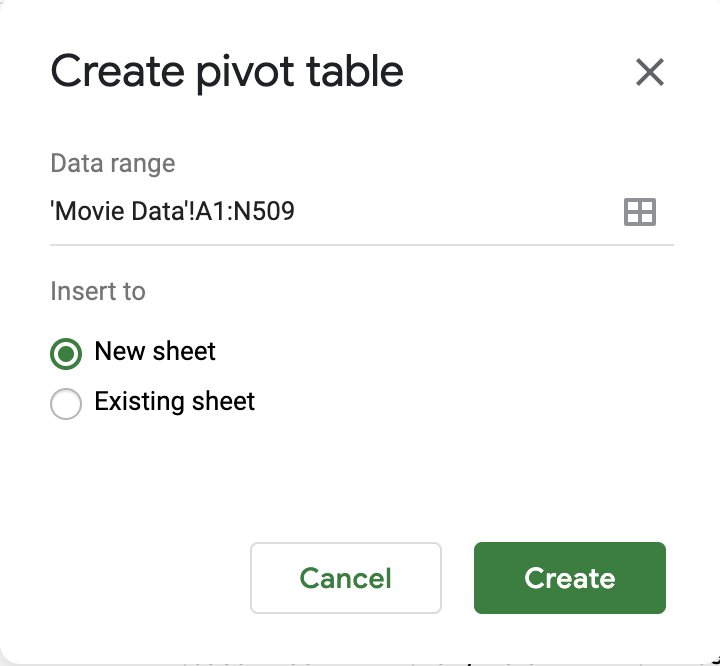 Create pivot table
Data range
'Movie Data'!A1:N509
Insert to
New sheet
Existing sheet
Cancel
Create